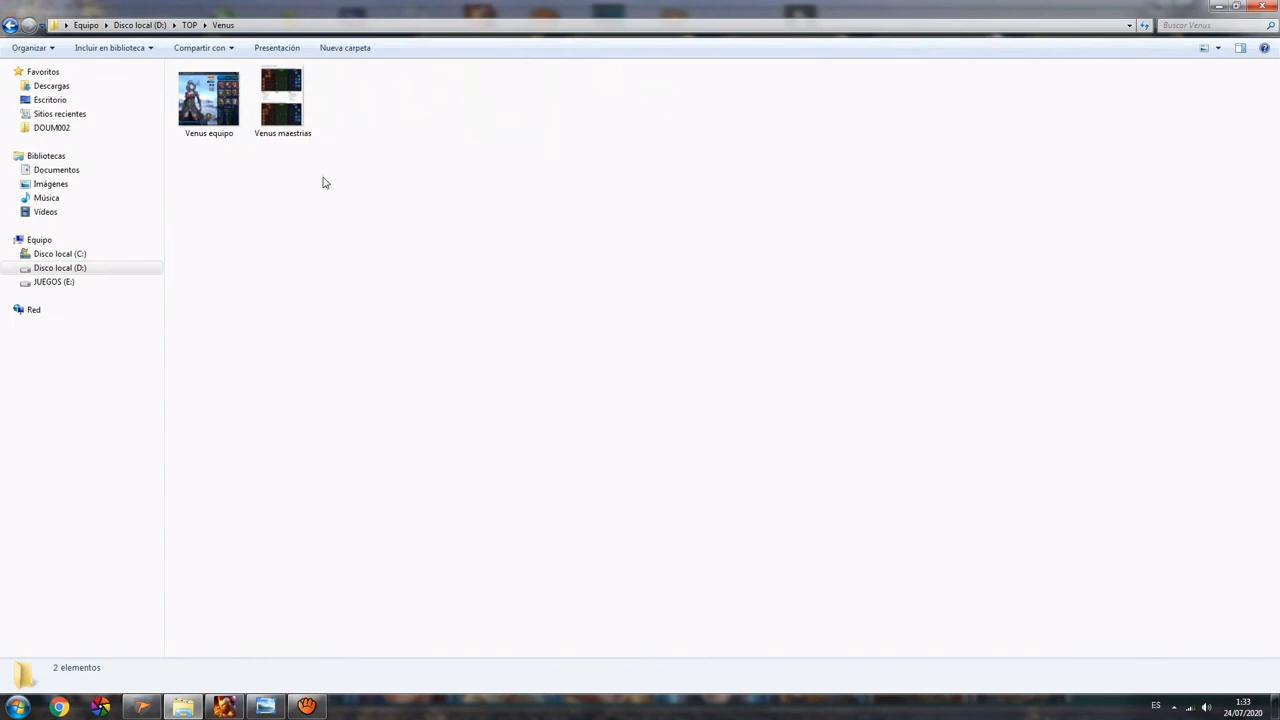 Equipo Disco local (D:) TOP Venus
Buscar Venus
Organizar Incluir en biblioteca Compartir con Presentación Nueva carpeta
Favoritos
Descargas
Escritorio
Sitios recientes
DOUM002
Bibliotecas
Documentos
Imágenes
Música
Vídeos
Equipo
Disco local (C:)
Disco local (D:)
JUEGOS (E:)
Red
Venus equipo
Venus maestrias
2 elementos
ES
1:33
24/07/2020